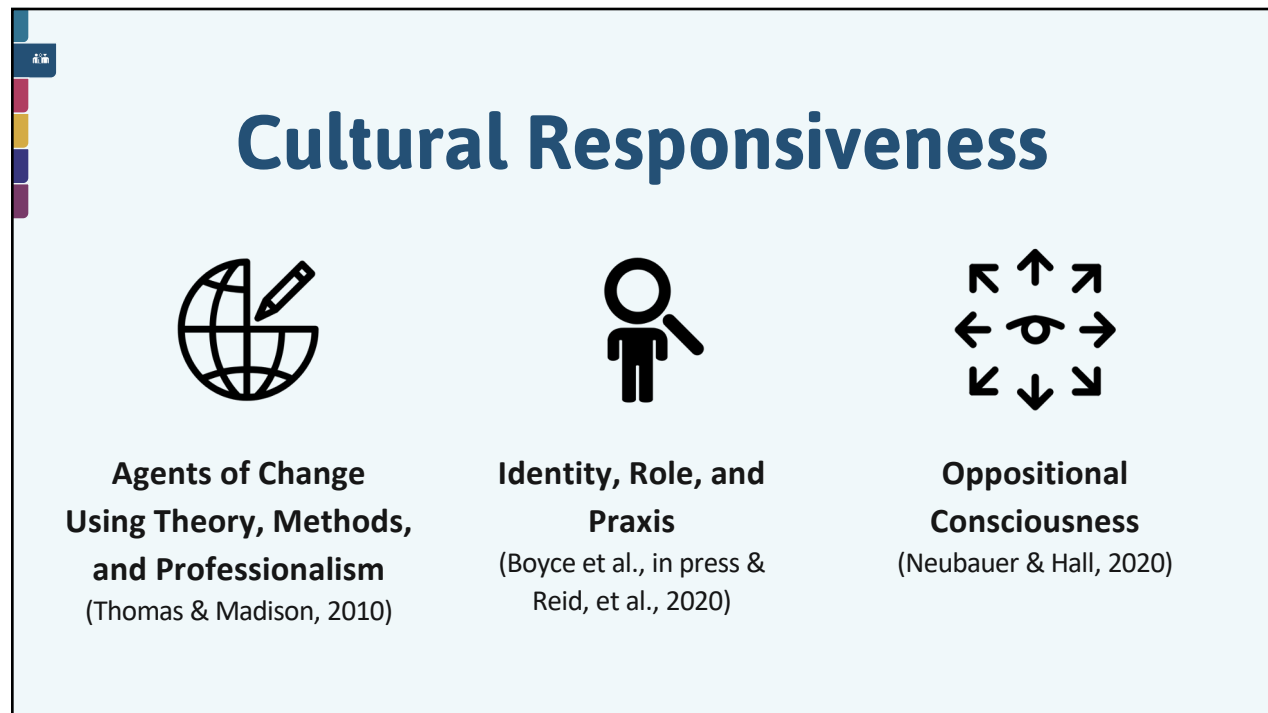 Cultural Responsiveness
Agents of Change
Using Theory, Methods,
and Professionalism
(Thomas & Madison, 2010)
Identity, Role, and
Praxis
(Boyce et al., in press &
Reid, et al., 2020)
Oppositional
Consciousness
(Neubauer & Hall, 2020)